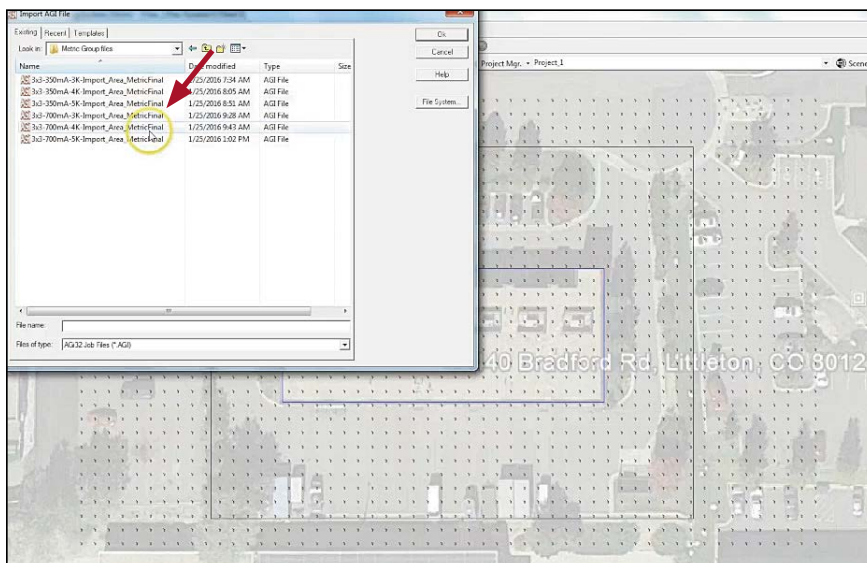 Import AGI File
Existing Recent Templates
Look in: Metric Group files
Name Date modified Type Size
3x3-350mA-3K-Import_Area_MetricFinal 1/25/2016 7:34 AM AGI File
3x3-350mA-4K-Import_Area_MetricFinal 1/25/2016 8:05 AM AGI File
3x3-350mA-5K-Import_Area_MetricFinal 1/25/2016 8:51 AM AGI File
3x3-700mA-3K-Import_Area_MetricFinal 1/25/2016 9:28 AM AGI File
3x3-700mA-4K-Import_Area_MetricFinal 1/25/2016 9:43 AM AGI File
3x3-700mA-5K-Import_Area_MetricFinal 1/25/2016 1:02 PM AGI File
File name:
Files of type: AGi32 Job Files (*.AGI)
Ok
Cancel
Help
File System...
Project Mgr. Project_1
Scene
40 Bradford Rd, Littleton, CO 8012